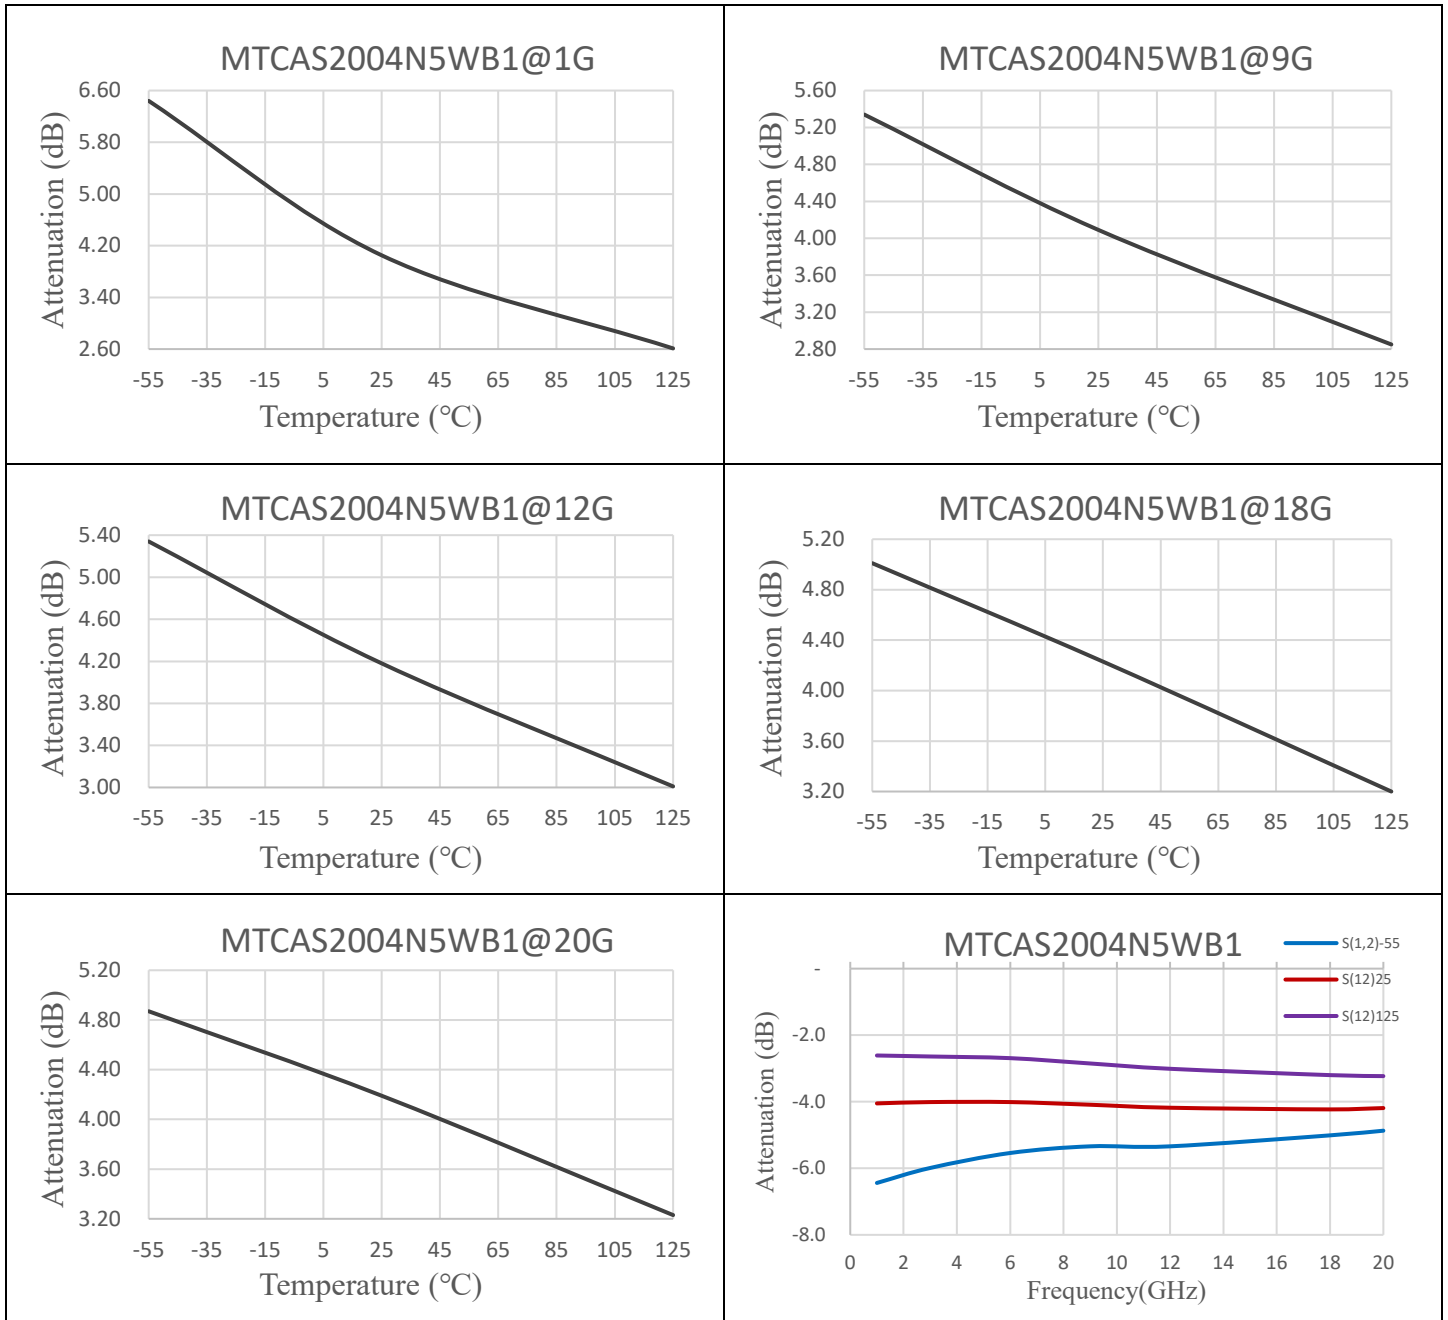 MTCAS2004N5WB1@1G
Attenuation (dB)
6.60
5.80
5.00
4.20
3.40
2.60
-55 -35 -15 5 25 45 65 85 105 125
Temperature (℃)
MTCAS2004N5WB1@9G
Attenuation (dB)
5.60
5.20
4.80
4.40
4.00
3.60
3.20
2.80
-55 -35 -15 5 25 45 65 85 105 125
Temperature (℃)
MTCAS2004N5WB1@12G
Attenuation (dB)
5.40
5.00
4.60
4.20
3.80
3.40
3.00
-55 -35 -15 5 25 45 65 85 105 125
Temperature (℃)
MTCAS2004N5WB1@18G
Attenuation (dB)
5.20
4.80
4.40
4.00
3.60
3.20
-55 -35 -15 5 25 45 65 85 105 125
Temperature (℃)
MTCAS2004N5WB1@20G
Attenuation (dB)
5.20
4.80
4.40
4.00
3.60
3.20
-55 -35 -15 5 25 45 65 85 105 125
Temperature (℃)
MTCAS2004N5WB1
S(1,2)-55
S(12)25
S(12)125
Attenuation (dB)
-
-2.0
-4.0
-6.0
-8.0
0 2 4 6 8 10 12 14 16 18 20
Frequency(GHz)